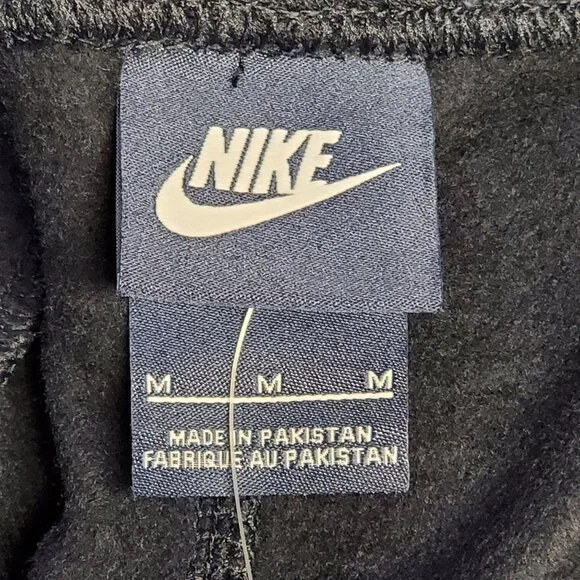 NIKE
M M M
MADE IN PAKISTAN
FABRIQUE AU PAKISTAN